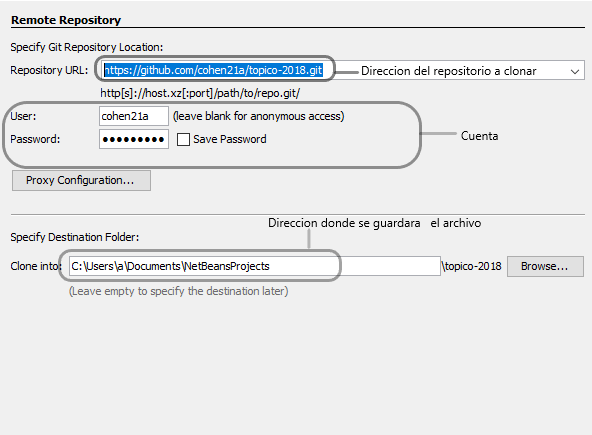 Remote Repository
Specify Git Repository Location:
Repository URL: https://github.com/cohen21a/topico-2018.git Direccion del repositorio a clonar
http[s]://host.xz[:port]/path/to/repo.git/
User: cohen21a (leave blank for anonymous access)
Password: ●●●●●●●●● Save Password
Cuenta
Proxy Configuration...
Direccion donde se guardara el archivo
Specify Destination Folder:
Clone into: C:\Users\a\Documents\NetBeansProjects \topico-2018 Browse...
(Leave empty to specify the destination later)